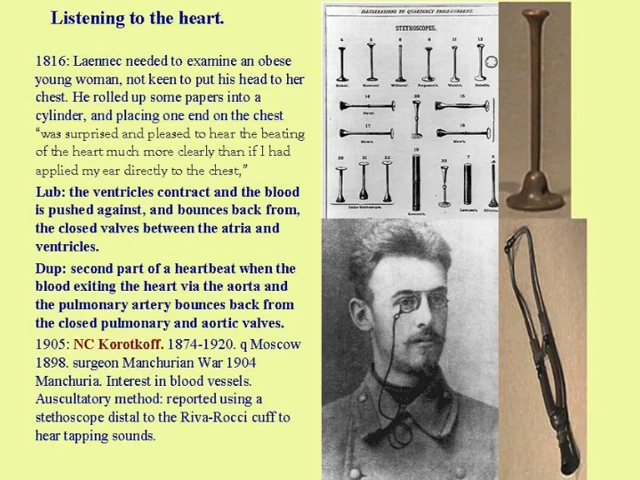 Listening to the heart.
1816: Laennec needed to examine an obese
young woman, not keen to put his head to her
chest. He rolled up some papers into a
cylinder, and placing one end on the chest
“was surprised and pleased to hear the beating
of the heart much more clearly than if I had
applied my ear directly to the chest,”
Lub: the ventricles contract and the blood
is pushed against, and bounces back from,
the closed valves between the atria and
ventricles.
Dup: second part of a heartbeat when the
blood exiting the heart via the aorta and
the pulmonary artery bounces back from
the closed pulmonary and aortic valves.
1905: NC Korotkoff. 1874-1920. q Moscow
1898. surgeon Manchurian War 1904
Manchuria. Interest in blood vessels.
Auscultatory method: reported using a
stethoscope distal to the Riva-Rocci cuff to
hear tapping sounds.
STETHOSCOPES.